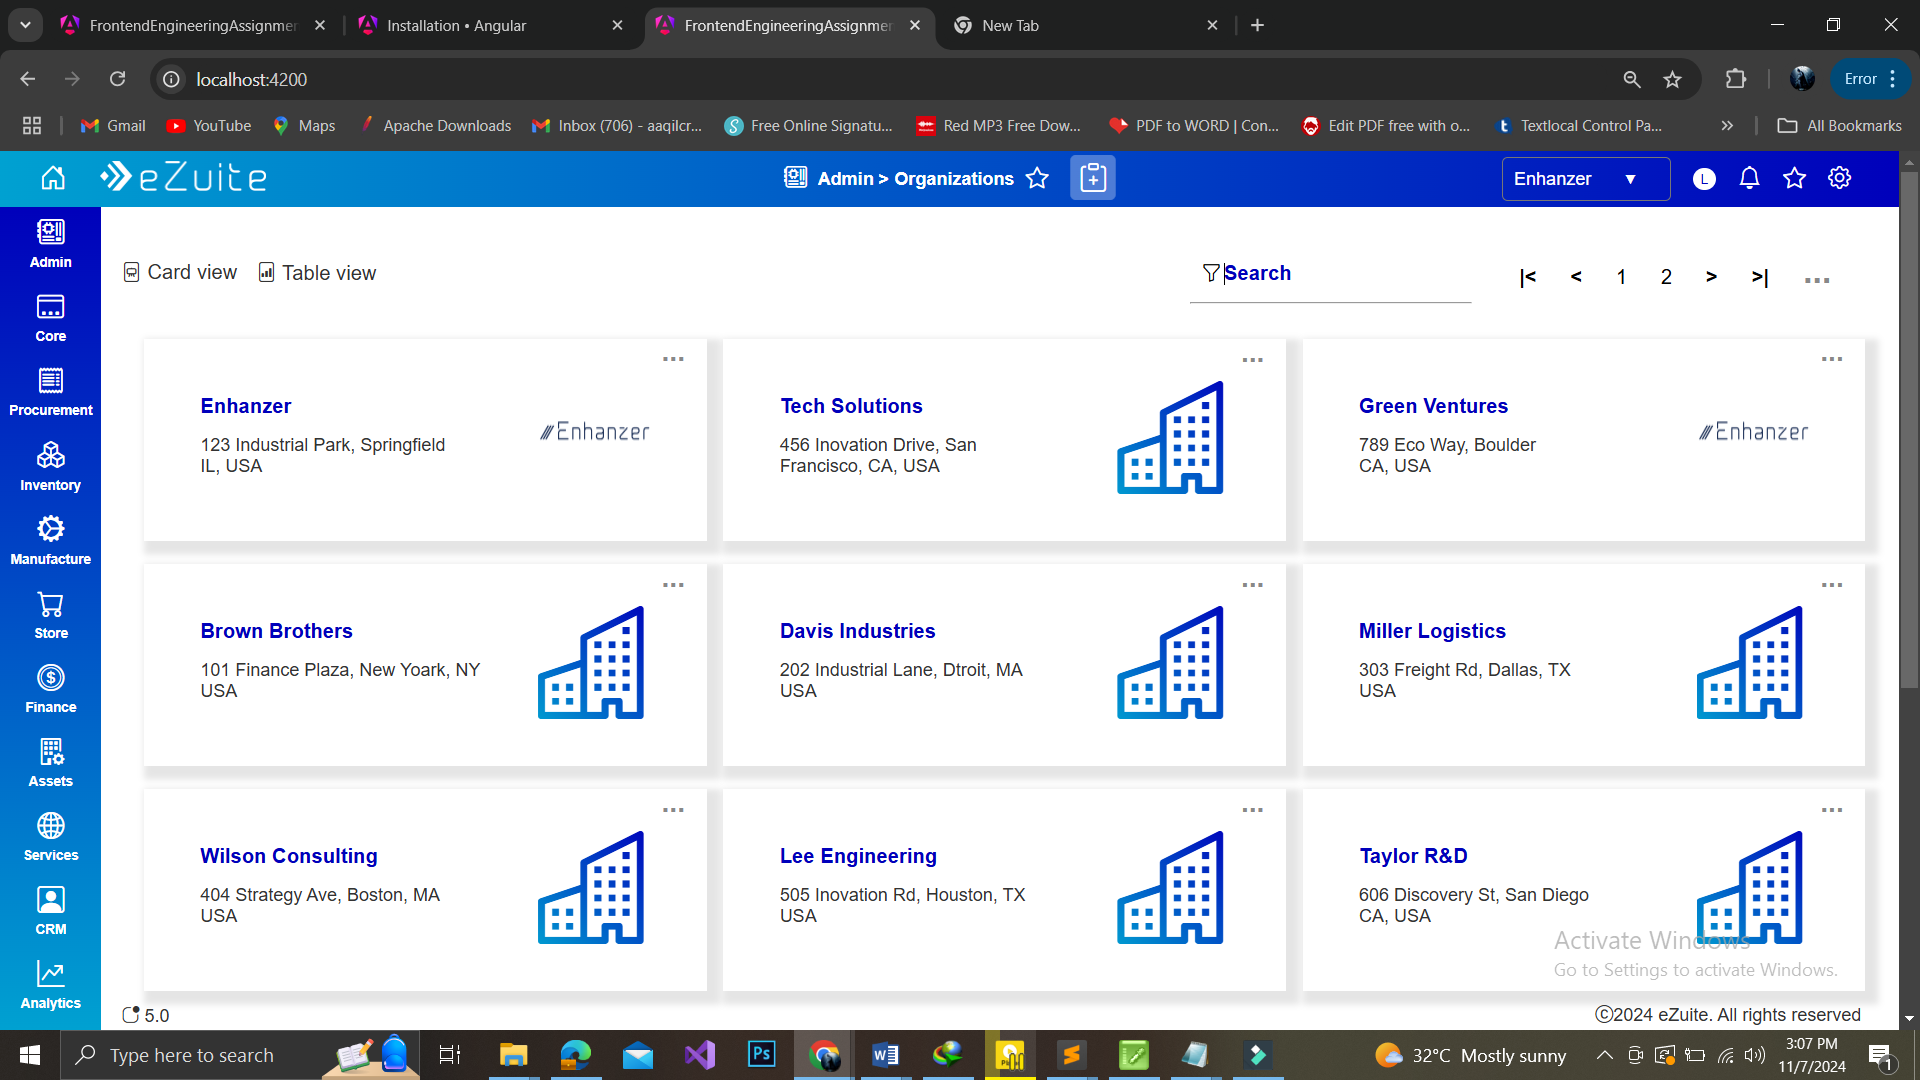 FrontendEngineeringAssignmen
Installation • Angular
FrontendEngineeringAssignmen
New Tab
localhost:4200
Error
Gmail
YouTube
Maps
Apache Downloads
Inbox (706) - aaqilcr...
Free Online Signatu...
Red MP3 Free Dow...
PDF to WORD | Con...
Edit PDF free with o...
Textlocal Control Pa...
All Bookmarks
eZuite
Admin > Organizations
Enhanzer
L
Admin
Core
Procurement
Inventory
Manufacture
Store
Finance
Assets
Services
CRM
Analytics
Card view
Table view
Search
|< < 1 2 > >| ...
Enhanzer
123 Industrial Park, Springfield
IL, USA
Enhanzer
Tech Solutions
456 Inovation Drive, San
Francisco, CA, USA
Green Ventures
789 Eco Way, Boulder
CA, USA
Enhanzer
Brown Brothers
101 Finance Plaza, New Yoark, NY
USA
Davis Industries
202 Industrial Lane, Dtroit, MA
USA
Miller Logistics
303 Freight Rd, Dallas, TX
USA
Wilson Consulting
404 Strategy Ave, Boston, MA
USA
Lee Engineering
505 Inovation Rd, Houston, TX
USA
Taylor R&D
606 Discovery St, San Diego
CA, USA
Activate Windows
Go to Settings to activate Windows.
5.0
©2024 eZuite. All rights reserved
Type here to search
Ps
32°C Mostly sunny
3:07 PM
11/7/2024
1